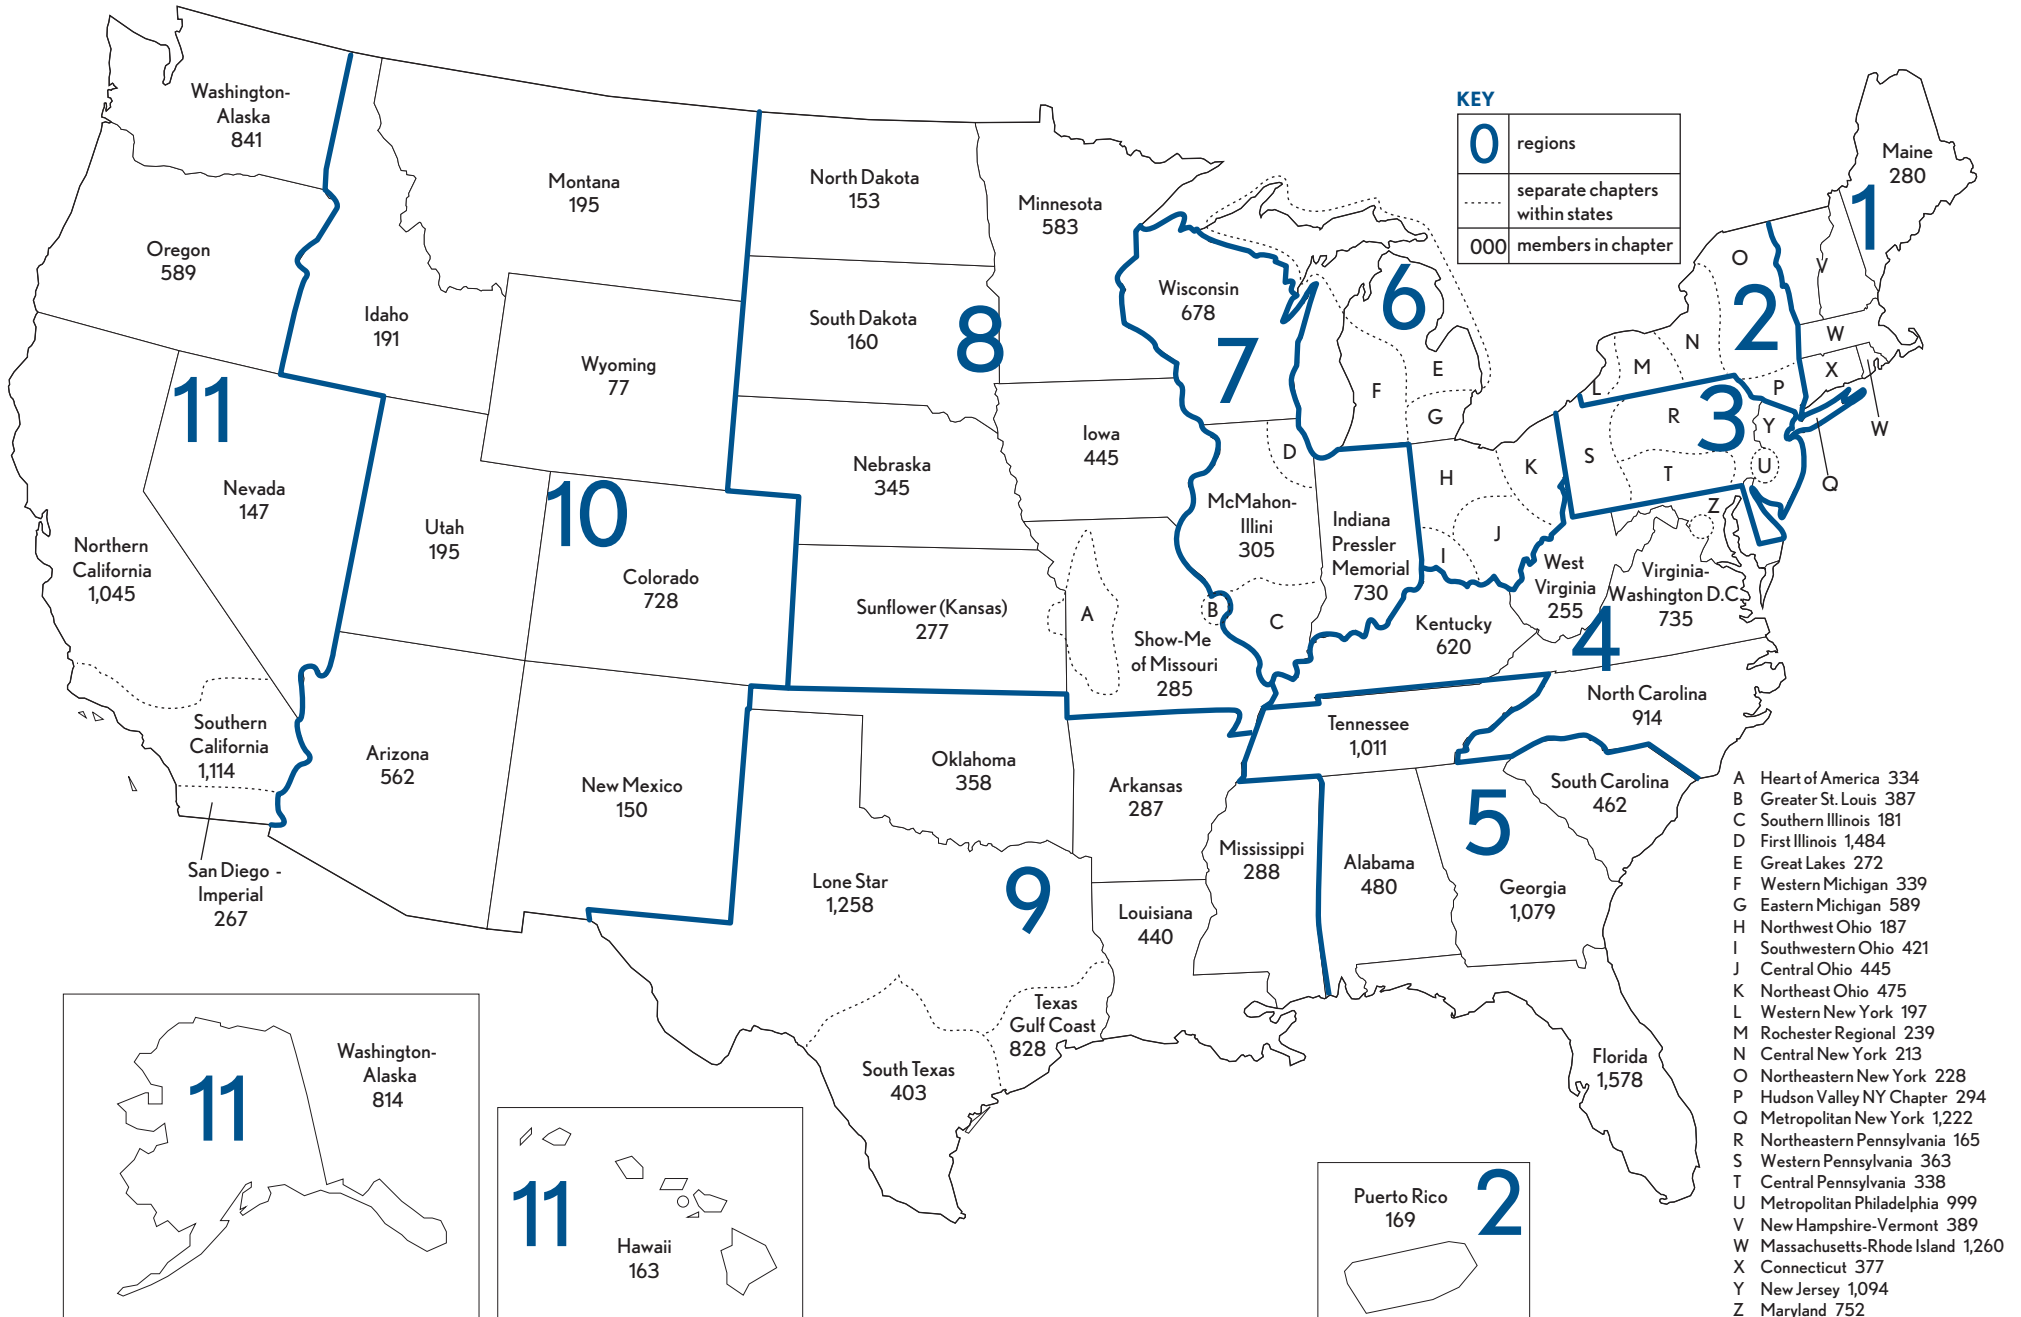 KEY
0 regions
separate chapters
within states
000 members in chapter
Washington-
Alaska
841
Oregon
589
Montana
195
Idaho
191
Wyoming
77
11
Nevada
147
Northern
California
1,045
Southern
California
1,114
San Diego -
Imperial
267
Utah
195
10
Colorado
728
Arizona
562
New Mexico
150
North Dakota
153
South Dakota
160
8
Minnesota
583
Nebraska
345
Iowa
445
Sunflower (Kansas)
277
A
Show-Me
of Missouri
285
B
Wisconsin
678
7
D
McMahon-
Illini
305
C
Indiana
Pressler
Memorial
730
6
E
F
G
H
K
J
I
Kentucky
620
West
Virginia
255
Virginia-
Washington D.C.
735
4
North Carolina
914
Tennessee
1,011
South Carolina
462
5
Georgia
1,079
Alabama
480
Mississippi
288
Florida
1,578
Oklahoma
358
Arkansas
287
Lone Star
1,258
9
Louisiana
440
Texas
Gulf Coast
828
South Texas
403
Maine
280
1
V
W
X
W
O
2
N
M
L
P
Q
3
R
S
T
Y
U
Z
11
Washington-
Alaska
814
11
Hawaii
163
Puerto Rico
169
2
A Heart of America 334
B Greater St. Louis 387
C Southern Illinois 181
D First Illinois 1,484
E Great Lakes 272
F Western Michigan 339
G Eastern Michigan 589
H Northwest Ohio 187
I Southwestern Ohio 421
J Central Ohio 445
K Northeast Ohio 475
L Western New York 197
M Rochester Regional 239
N Central New York 213
O Northeastern New York 228
P Hudson Valley NY Chapter 294
Q Metropolitan New York 1,222
R Northeastern Pennsylvania 165
S Western Pennsylvania 363
T Central Pennsylvania 338
U Metropolitan Philadelphia 999
V New Hampshire-Vermont 389
W Massachusetts-Rhode Island 1,260
X Connecticut 377
Y New Jersey 1,094
Z Maryland 752